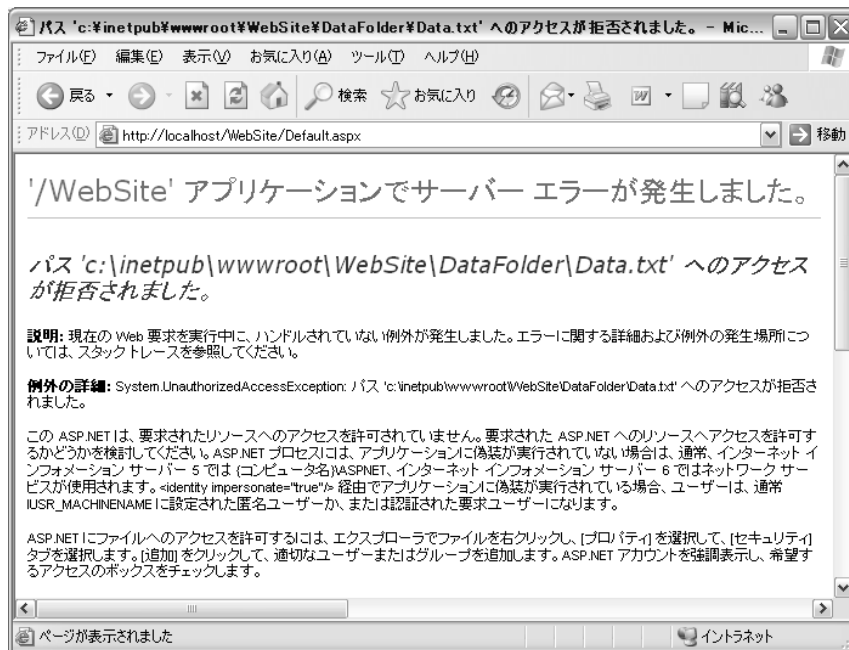 パス 'c:¥inetpub¥wwwroot¥WebSite¥DataFolder¥Data.txt' へのアクセスが拒否されました。 - Mic...
ファイル(F) 編集(E) 表示(V) お気に入り(A) ツール(T) ヘルプ(H)
戻る 検索 お気に入り
アドレス(D) http://localhost/WebSite/Default.aspx 移動
'/WebSite' アプリケーションでサーバー エラーが発生しました。
パス 'c:\inetpub\wwwroot\WebSite\DataFolder\Data.txt' へのアクセス
が拒否されました。
説明: 現在の Web 要求を実行中に、ハンドルされていない例外が発生しました。エラーに関する詳細および例外の発生場所につ
いては、スタック トレースを参照してください。
例外の詳細: System.UnauthorizedAccessException: パス 'c:\inetpub\wwwroot\WebSite\DataFolder\Data.txt' へのアクセスが拒否さ
れました。
この ASP.NET は、要求されたリソースへのアクセスを許可されていません。要求された ASP.NET へのリソースへアクセスを許可す
るかどうかを検討してください。ASP.NET プロセスには、アプリケーションに偽装が実行されていない場合は、通常、インターネット イ
ンフォメーション サーバー 5 では {コンピュータ名}\ASPNET、インターネット インフォメーション サーバー 6 ではネットワーク サー
ビスが使用されます。<identity impersonate="true"/> 経由でアプリケーションに偽装が実行されている場合、ユーザーは、通常
IUSR_MACHINENAME に設定された匿名ユーザーか、または認証された要求ユーザーになります。
ASP.NET にファイルへのアクセスを許可するには、エクスプローラでファイルを右クリックし、[プロパティ] を選択して、[セキュリティ]
タブを選択します。[追加] をクリックして、適切なユーザーまたはグループを追加します。ASP.NET アカウントを強調表示し、希望す
るアクセスのボックスをチェックします。
ページが表示されました イントラネット